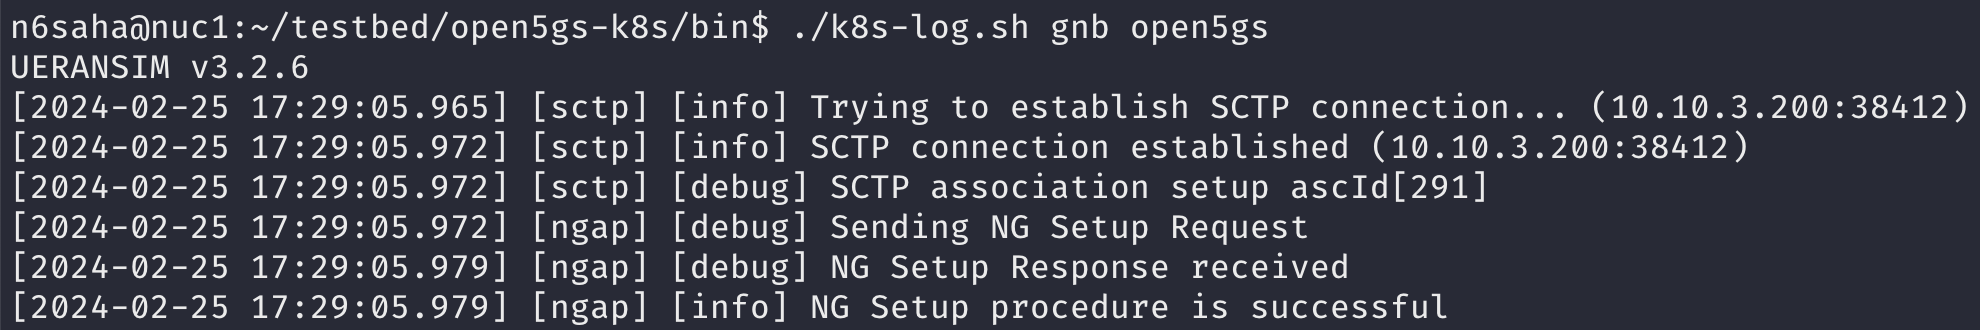 n6saha@nuc1:~/testbed/open5gs-k8s/bin$ ./k8s-log.sh gnb open5gs
UERANSIM v3.2.6
[2024-02-25 17:29:05.965] [sctp] [info] Trying to establish SCTP connection... (10.10.3.200:38412)
[2024-02-25 17:29:05.972] [sctp] [info] SCTP connection established (10.10.3.200:38412)
[2024-02-25 17:29:05.972] [sctp] [debug] SCTP association setup ascId[291]
[2024-02-25 17:29:05.972] [ngap] [debug] Sending NG Setup Request
[2024-02-25 17:29:05.979] [ngap] [debug] NG Setup Response received
[2024-02-25 17:29:05.979] [ngap] [info] NG Setup procedure is successful